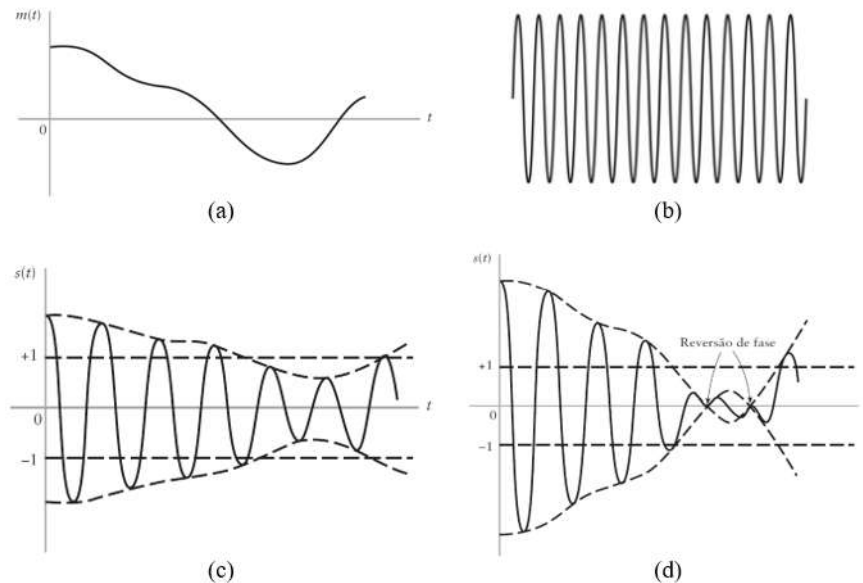 m(t)
0
t
(a)
(b)
s(t)
+1
0
t
−1
(c)
s(t)
Reversão de fase
+1
0
−1
(d)